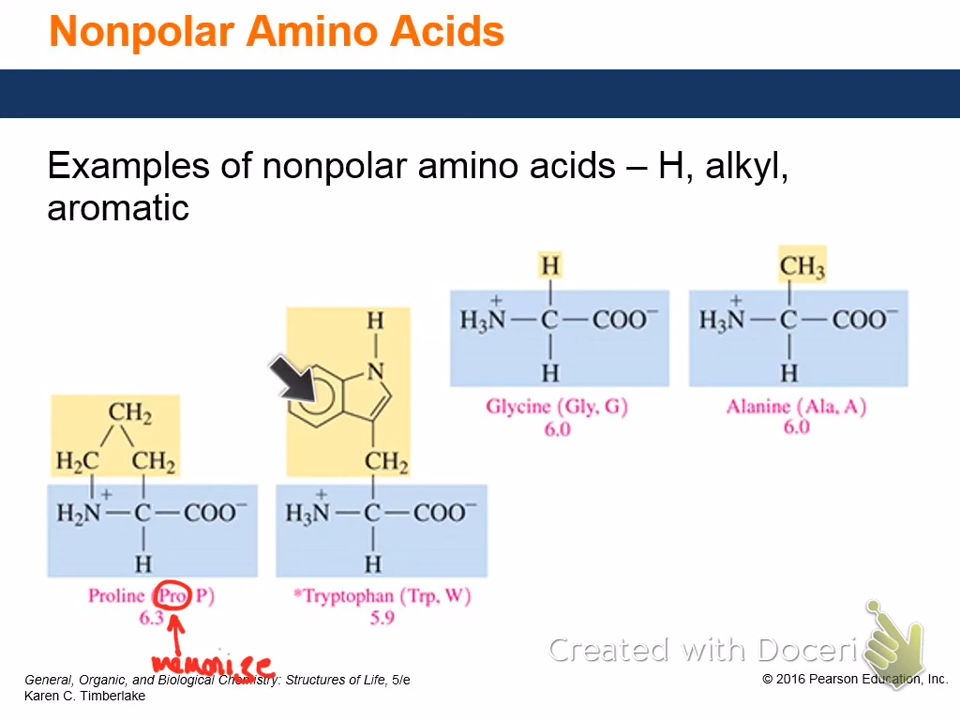 Nonpolar Amino Acids
Examples of nonpolar amino acids – H, alkyl,
aromatic
CH₂
H₂C CH₂
H₂N⁺—C—COO⁻
H
Proline (Pro, P)
6.3
memorize
H
N
CH₂
H₃N⁺—C—COO⁻
H
*Tryptophan (Trp, W)
5.9
H
H₃N⁺—C—COO⁻
H
Glycine (Gly, G)
6.0
CH₃
H₃N⁺—C—COO⁻
H
Alanine (Ala, A)
6.0
Created with Doceri
General, Organic, and Biological Chemistry: Structures of Life, 5/e
Karen C. Timberlake
© 2016 Pearson Education, Inc.